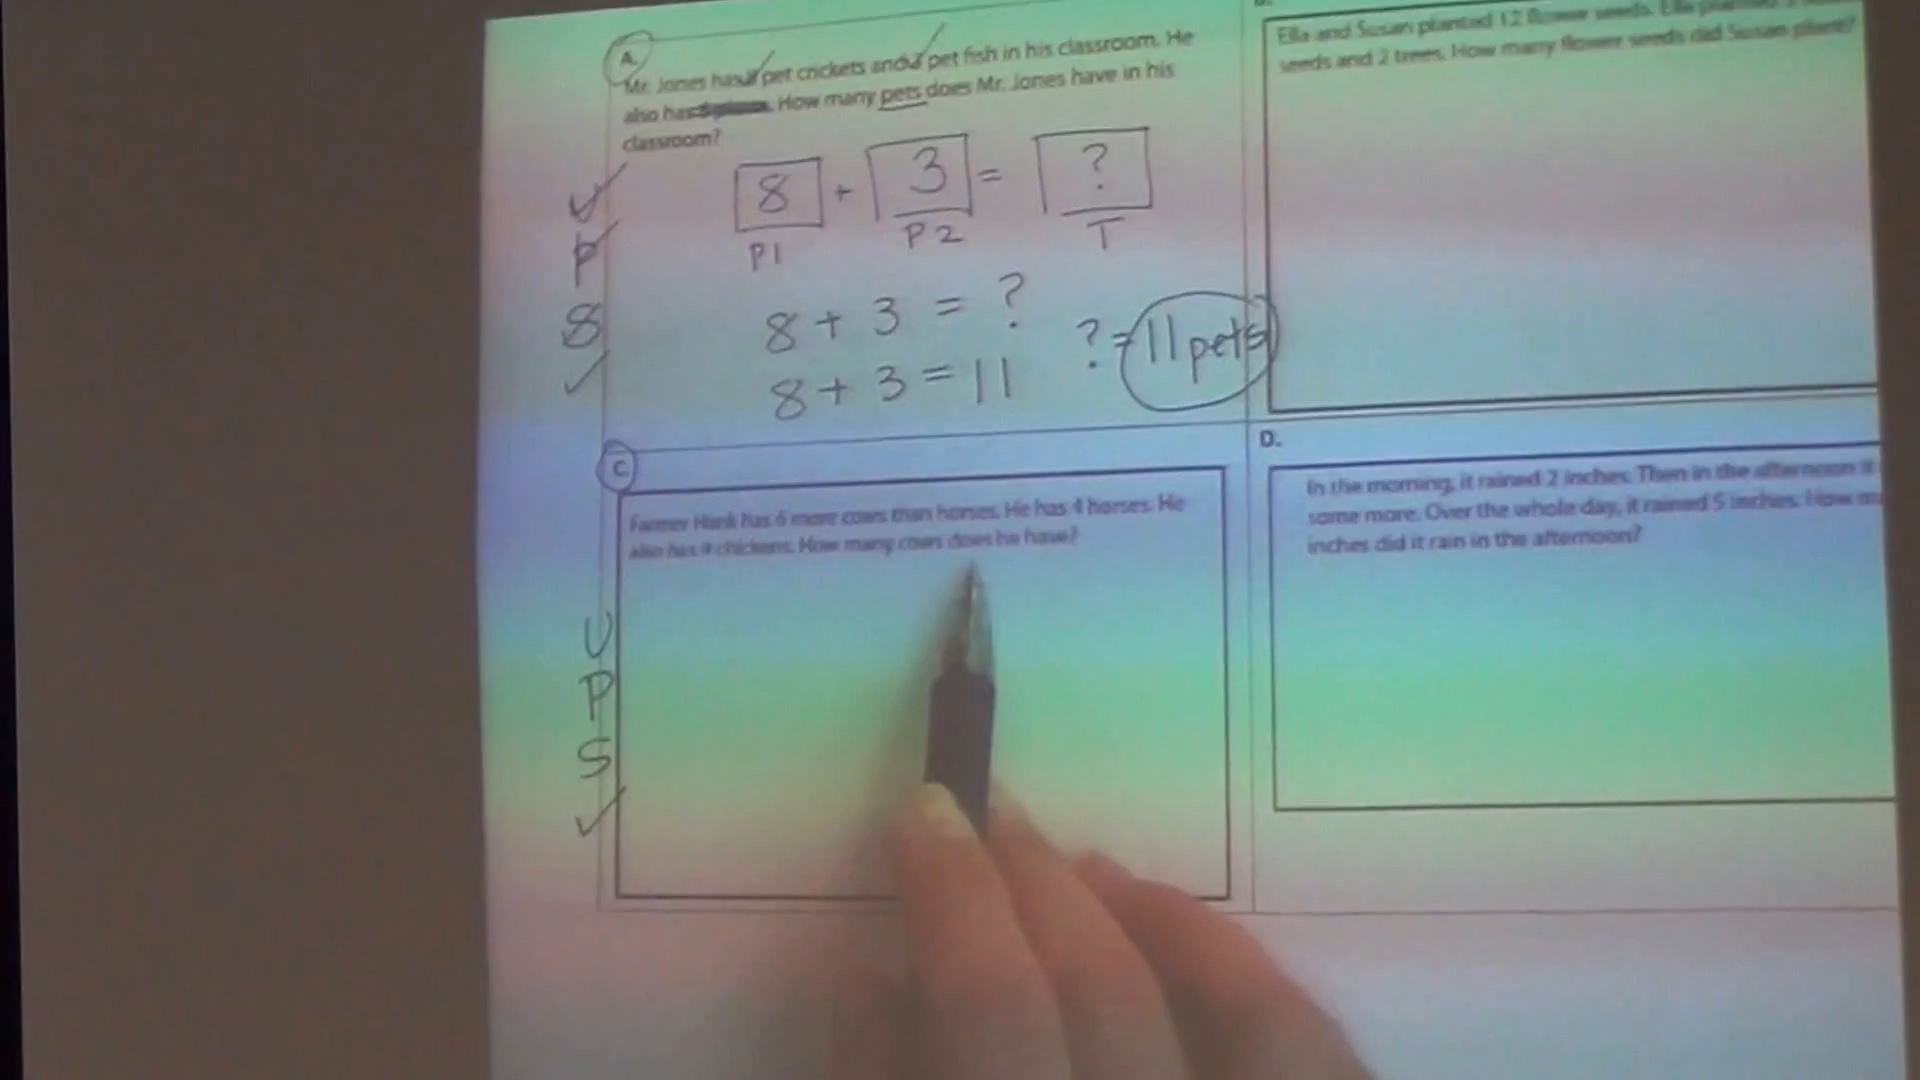 A.
Mr. Jones has pet crickets and pet fish in his classroom. He
also has How many pets does Mr. Jones have in his
classroom?
8 + 3 = ?
P1 P2 T
P
8
8 + 3 = ?
8 + 3 = 11
? = 11 pets
Ella and Susan planted 12 flower seeds. Ella planted
seeds and 2 trees. How many flower seeds did Susan plant?
C
Farmer Hank has 6 more cows than horses. He has 4 horses. He
also has 9 chickens. How many cows does he have?
U
P
S
D.
In the morning, it rained 2 inches. Then in the afternoon it
some more. Over the whole day, it rained 5 inches. How
inches did it rain in the afternoon?